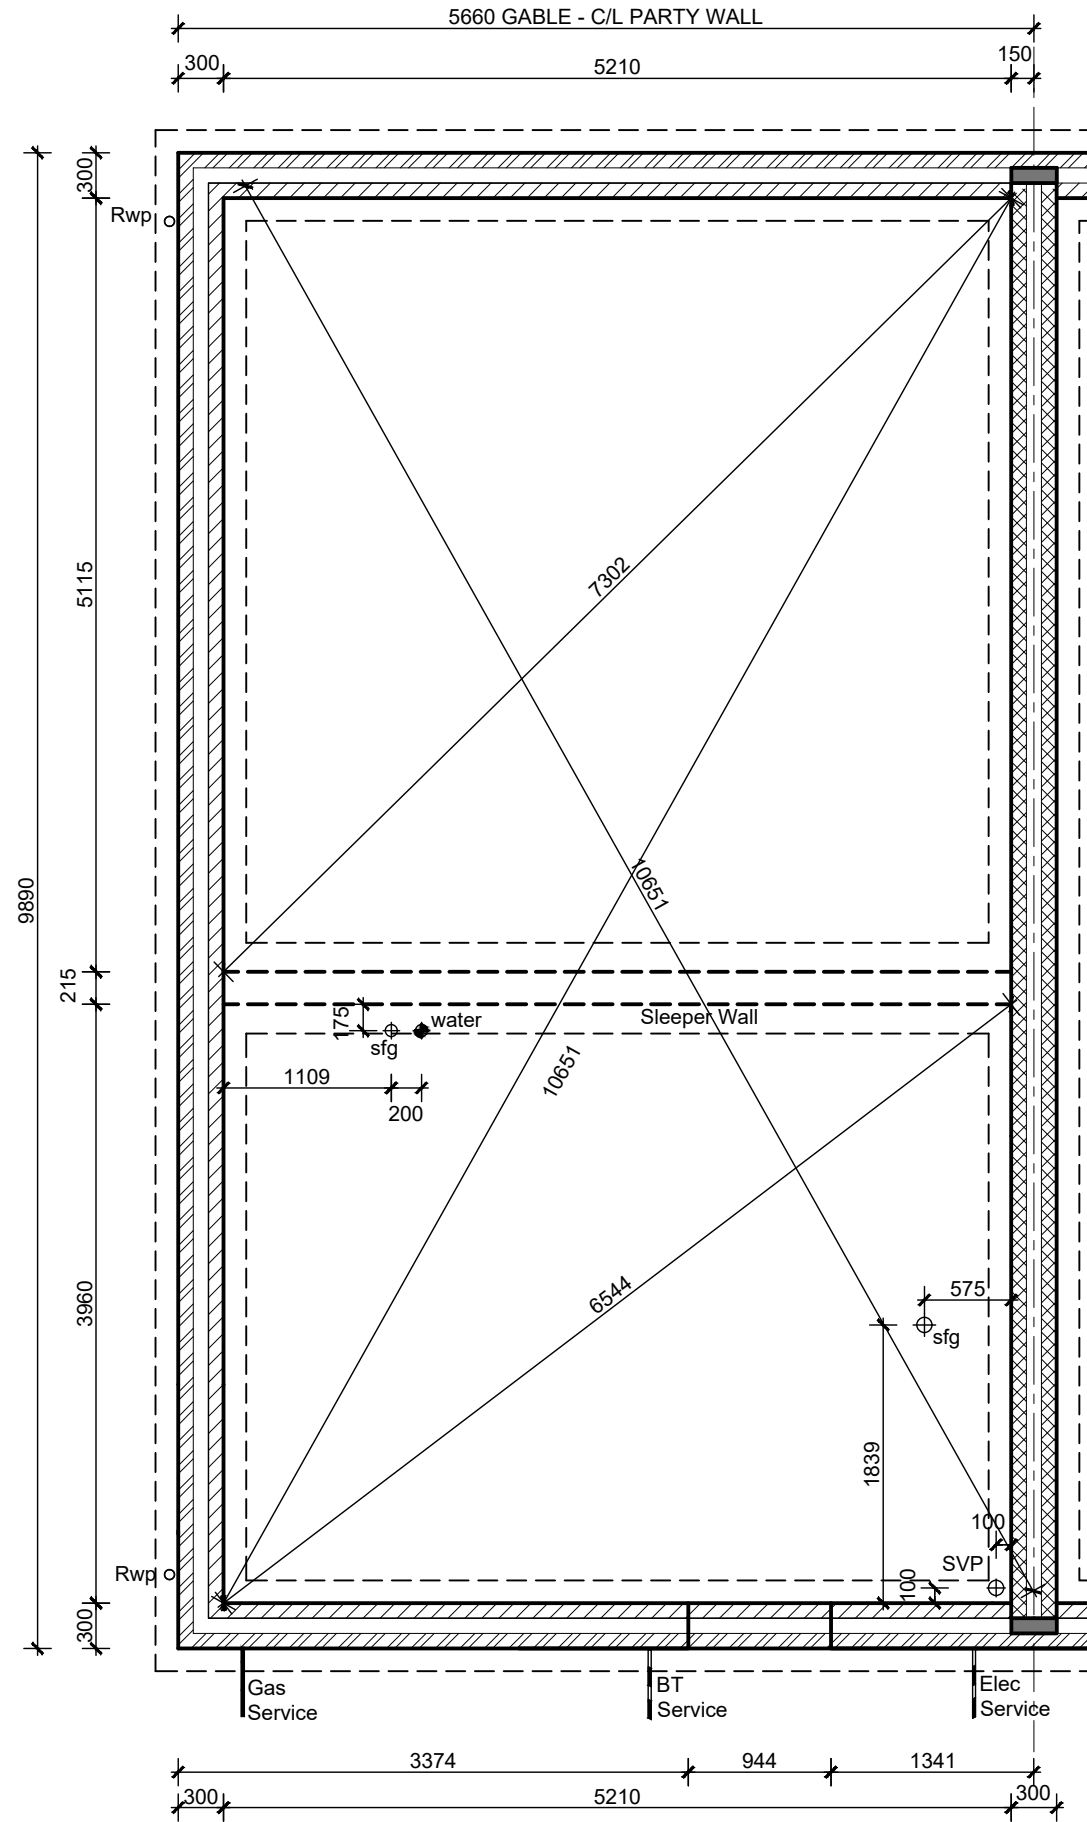 5660 GABLE - C/L PARTY WALL
300
5210
150
300
Rwp
5115
7302
10651
9890
215
175
water
sfg
Sleeper Wall
1109
200
10651
3960
6544
575
sfg
1839
100
SVP
100
Rwp
300
Gas
Service
BT
Service
Elec
Service
3374
944
1341
300
5210
300